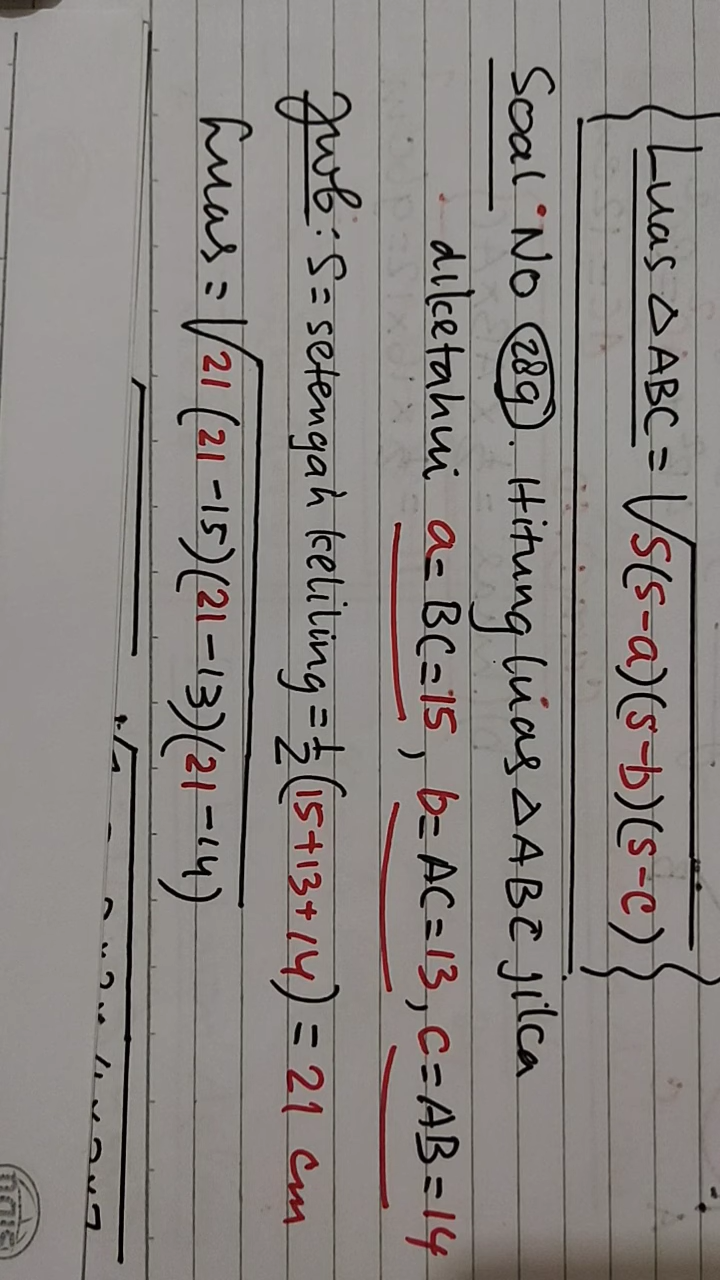 Luas △ABC = √S(S-a)(S-b)(S-c)
Soal No 289. Hitung luas △ABC jika
diketahui a=BC=15, b=AC=13, c=AB=14
Jwb: S = setengah keliling = 1/2(15+13+14) = 21 cm
Luas = √21(21-15)(21-13)(21-14)